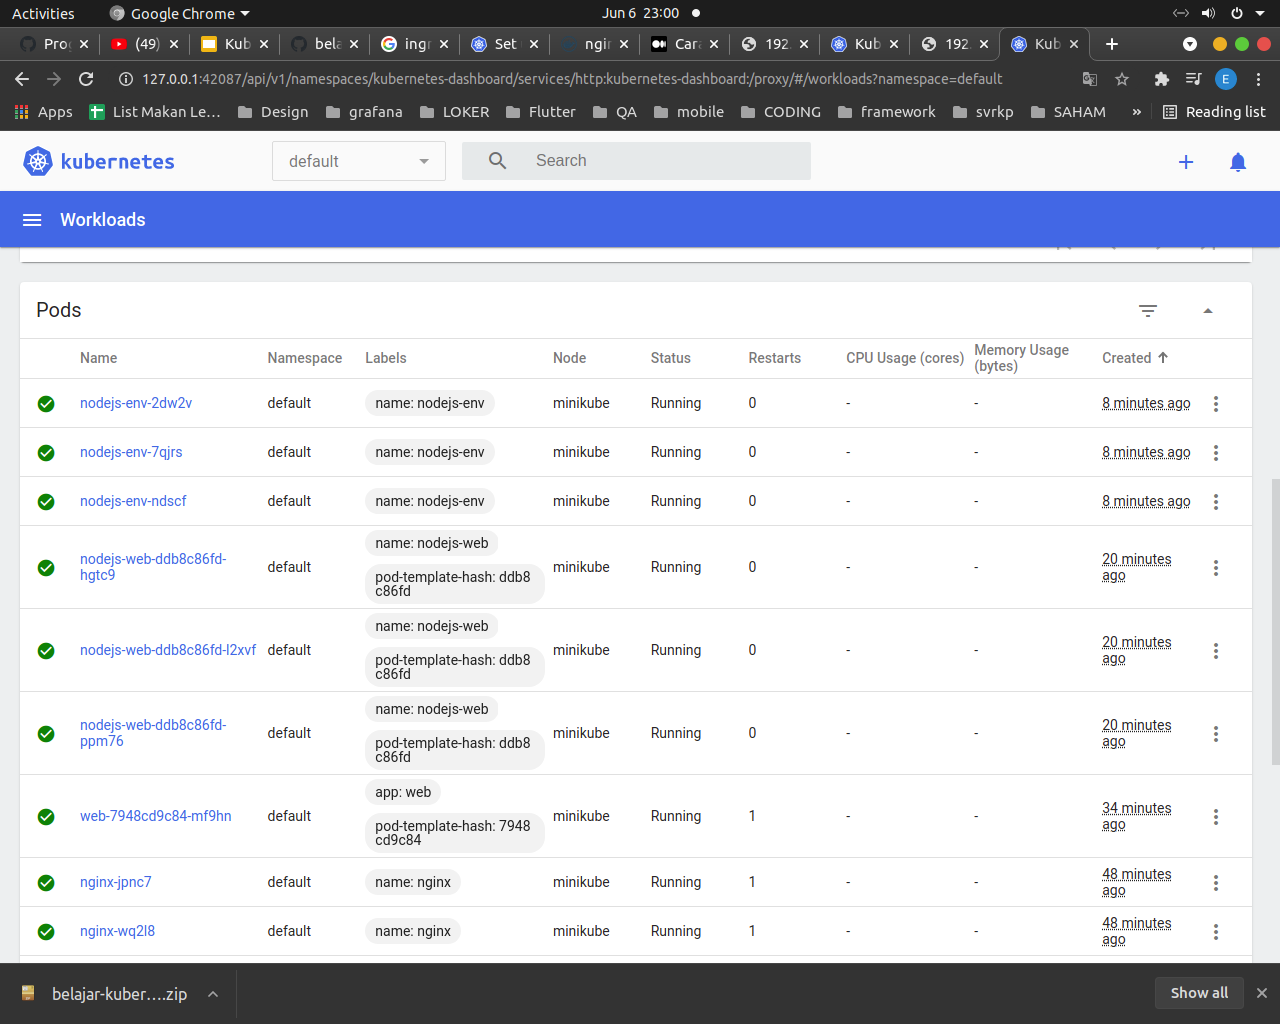 Activities
Google Chrome
Jun 6 23:00
Prog
(49)
Kub
bela
ingr
Set
ngin
Cara
192.
Kub
192.
Kub
127.0.0.1:42087/api/v1/namespaces/kubernetes-dashboard/services/http:kubernetes-dashboard:/proxy/#/workloads?namespace=default
E
Apps
List Makan Le...
Design
grafana
LOKER
Flutter
QA
mobile
CODING
framework
svrkp
SAHAM
»
Reading list
kubernetes
default
Search
Workloads
Pods
Name Namespace Labels Node Status Restarts CPU Usage (cores) Memory Usage (bytes) Created
nodejs-env-2dw2v default name: nodejs-env minikube Running 0 - - 8 minutes ago
nodejs-env-7qjrs default name: nodejs-env minikube Running 0 - - 8 minutes ago
nodejs-env-ndscf default name: nodejs-env minikube Running 0 - - 8 minutes ago
name: nodejs-web
nodejs-web-ddb8c86fd-hgtc9 default pod-template-hash: ddb8c86fd minikube Running 0 - - 20 minutes ago
name: nodejs-web
nodejs-web-ddb8c86fd-l2xvf default pod-template-hash: ddb8c86fd minikube Running 0 - - 20 minutes ago
name: nodejs-web
nodejs-web-ddb8c86fd-ppm76 default pod-template-hash: ddb8c86fd minikube Running 0 - - 20 minutes ago
app: web
web-7948cd9c84-mf9hn default pod-template-hash: 7948cd9c84 minikube Running 1 - - 34 minutes ago
nginx-jpnc7 default name: nginx minikube Running 1 - - 48 minutes ago
nginx-wq2l8 default name: nginx minikube Running 1 - - 48 minutes ago
belajar-kuber....zip
Show all